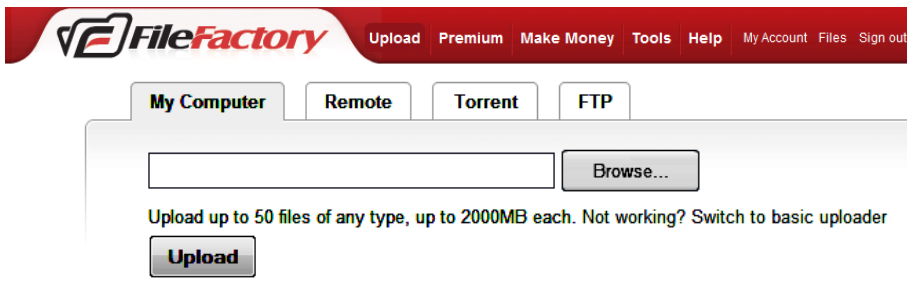 FileFactory Upload Premium Make Money Tools Help My Account Files Sign out
My Computer Remote Torrent FTP
Browse...
Upload up to 50 files of any type, up to 2000MB each. Not working? Switch to basic uploader
Upload